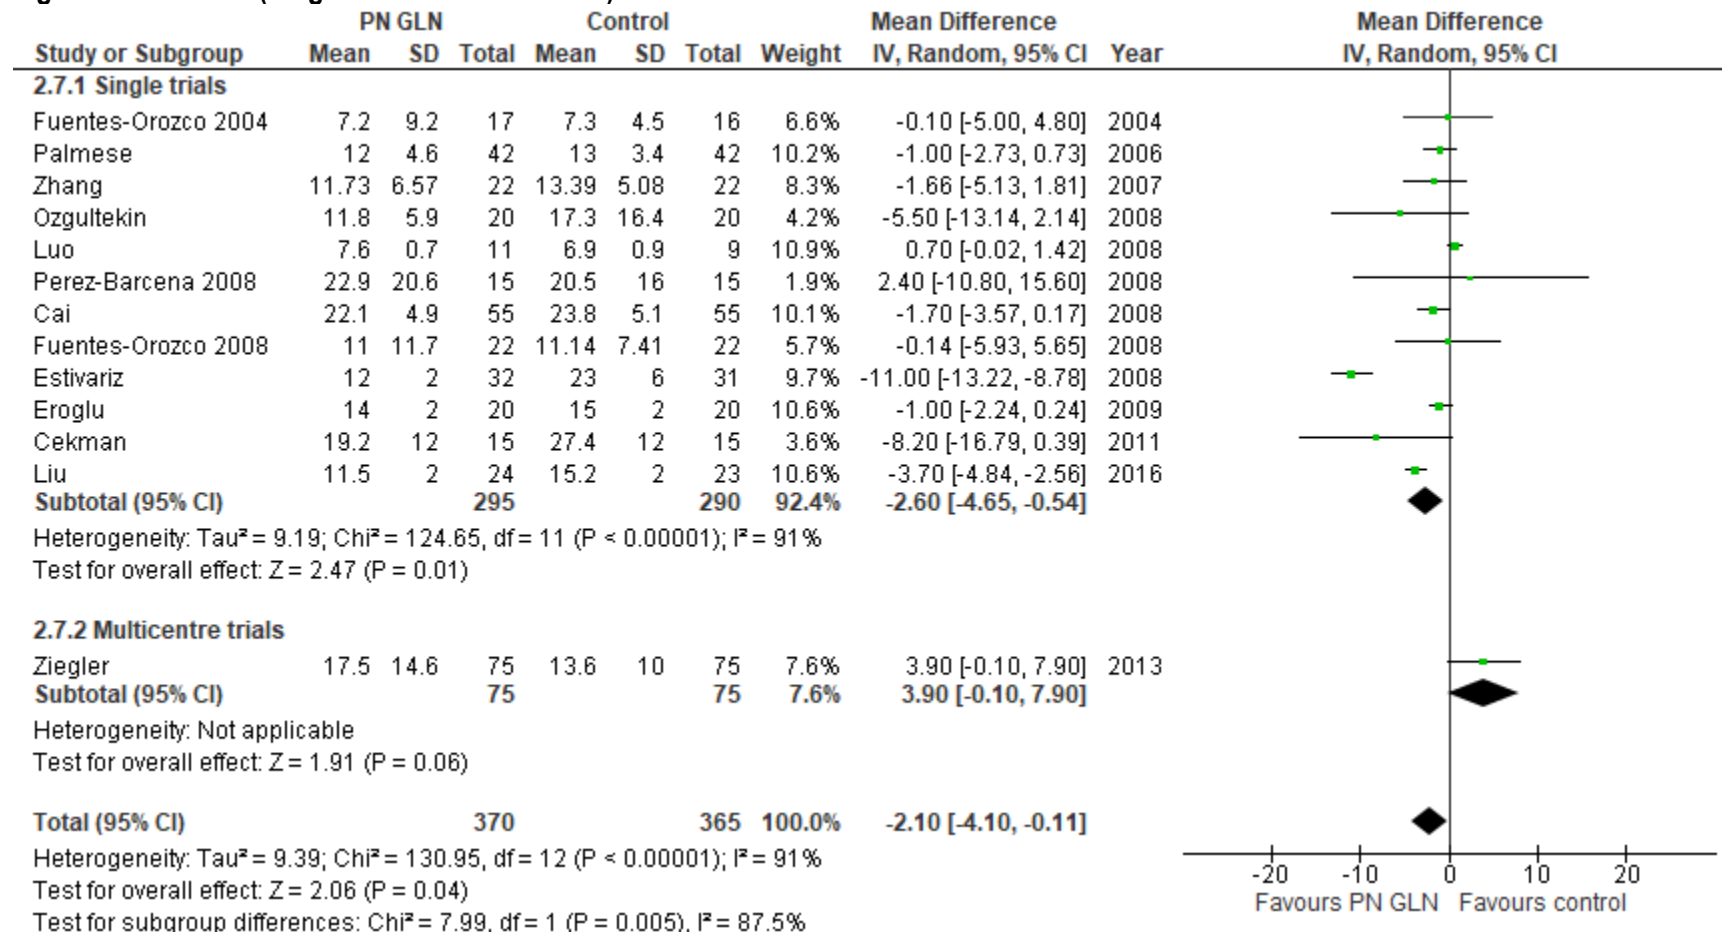 PN GLN Control Mean Difference Mean Difference
Study or Subgroup Mean SD Total Mean SD Total Weight IV, Random, 95% CI Year IV, Random, 95% CI
2.7.1 Single trials
Fuentes-Orozco 2004 7.2 9.2 17 7.3 4.5 16 6.6% -0.10 [-5.00, 4.80] 2004
Palmese 12 4.6 42 13 3.4 42 10.2% -1.00 [-2.73, 0.73] 2006
Zhang 11.73 6.57 22 13.39 5.08 22 8.3% -1.66 [-5.13, 1.81] 2007
Ozgultekin 11.8 5.9 20 17.3 16.4 20 4.2% -5.50 [-13.14, 2.14] 2008
Luo 7.6 0.7 11 6.9 0.9 9 10.9% 0.70 [-0.02, 1.42] 2008
Perez-Barcena 2008 22.9 20.6 15 20.5 16 15 1.9% 2.40 [-10.80, 15.60] 2008
Cai 22.1 4.9 55 23.8 5.1 55 10.1% -1.70 [-3.57, 0.17] 2008
Fuentes-Orozco 2008 11 11.7 22 11.14 7.41 22 5.7% -0.14 [-5.93, 5.65] 2008
Estivariz 12 2 32 23 6 31 9.7% -11.00 [-13.22, -8.78] 2008
Eroglu 14 2 20 15 2 20 10.6% -1.00 [-2.24, 0.24] 2009
Cekman 19.2 12 15 27.4 12 15 3.6% -8.20 [-16.79, 0.39] 2011
Liu 11.5 2 24 15.2 2 23 10.6% -3.70 [-4.84, -2.56] 2016
Subtotal (95% CI) 295 290 92.4% -2.60 [-4.65, -0.54]
Heterogeneity: Tau² = 9.19; Chi² = 124.65, df = 11 (P < 0.00001); I² = 91%
Test for overall effect: Z = 2.47 (P = 0.01)
2.7.2 Multicentre trials
Ziegler 17.5 14.6 75 13.6 10 75 7.6% 3.90 [-0.10, 7.90] 2013
Subtotal (95% CI) 75 75 7.6% 3.90 [-0.10, 7.90]
Heterogeneity: Not applicable
Test for overall effect: Z = 1.91 (P = 0.06)
Total (95% CI) 370 365 100.0% -2.10 [-4.10, -0.11]
Heterogeneity: Tau² = 9.39; Chi² = 130.95, df = 12 (P < 0.00001); I² = 91%
Test for overall effect: Z = 2.06 (P = 0.04)
Test for subgroup differences: Chi² = 7.99, df = 1 (P = 0.005), I² = 87.5%
-20 -10 0 10 20
Favours PN GLN Favours control